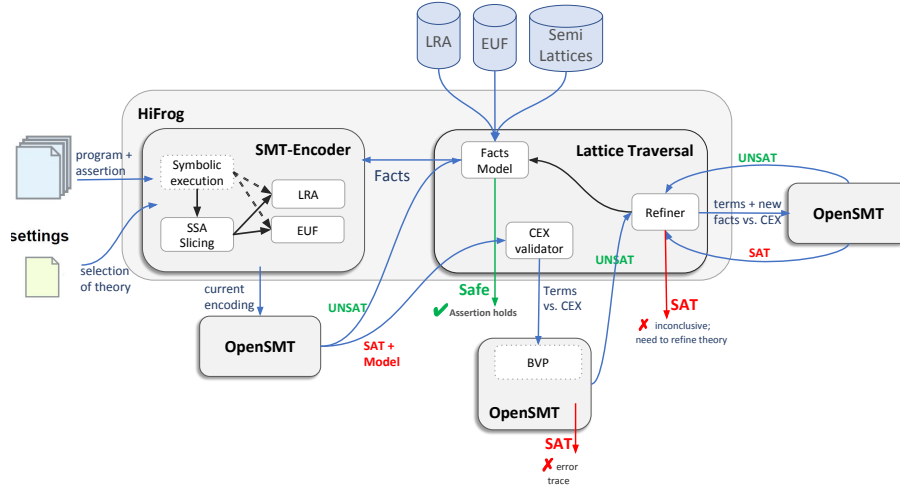 LRA
EUF
Semi
Lattices
HiFrog
program +
assertion
settings
selection
of theory
SMT-Encoder
Symbolic
execution
SSA
Slicing
LRA
EUF
Facts
Lattice Traversal
Facts
Model
CEX
validator
Refiner
UNSAT
terms + new
facts vs. CEX
SAT
OpenSMT
current
encoding
OpenSMT
UNSAT
SAT +
Model
Safe
✔ Assertion holds
Terms
vs. CEX
UNSAT
SAT
✘ inconclusive;
need to refine theory
BVP
OpenSMT
SAT
✘ error
trace